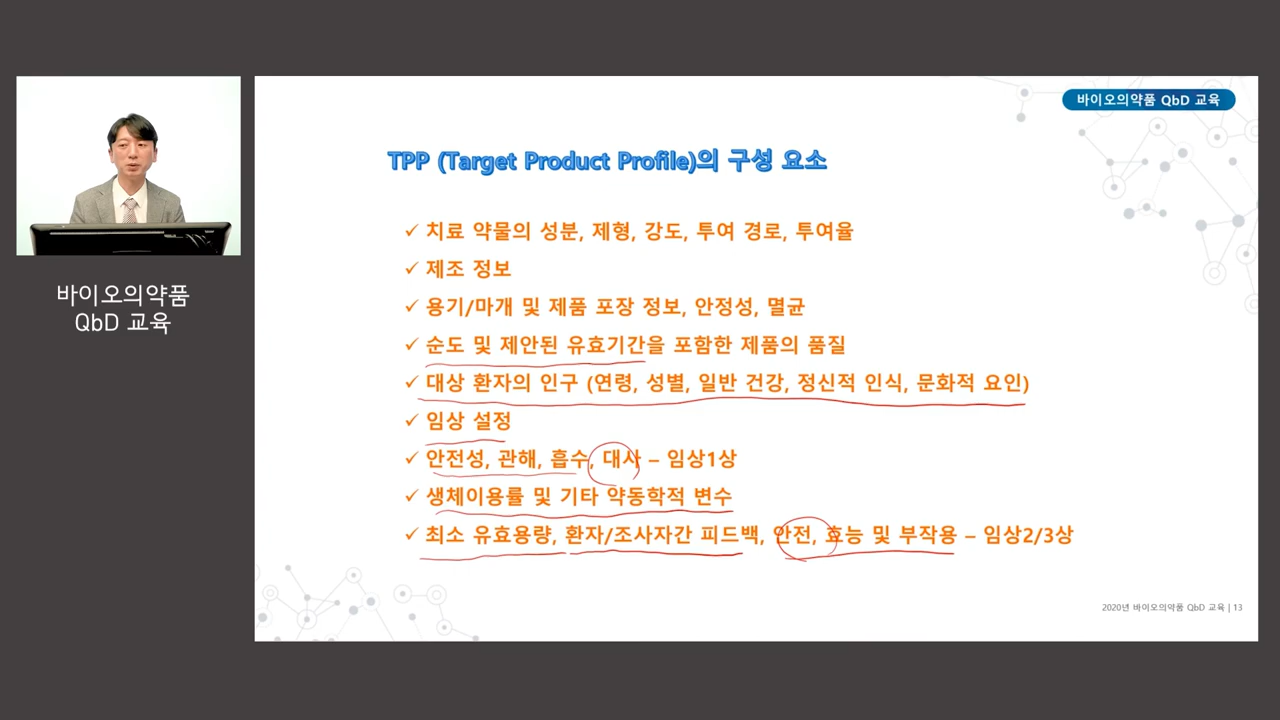 바이오의약품 QbD 교육
TPP (Target Product Profile)의 구성 요소
✓ 치료 약물의 성분, 제형, 강도, 투여 경로, 투여율
✓ 제조 정보
✓ 용기/마개 및 제품 포장 정보, 안정성, 멸균
✓ 순도 및 제안된 유효기간을 포함한 제품의 품질
✓ 대상 환자의 인구 (연령, 성별, 일반 건강, 정신적 인식, 문화적 요인)
✓ 임상 설정
✓ 안전성, 관해, 흡수, 대사 – 임상1상
✓ 생체이용률 및 기타 약동학적 변수
✓ 최소 유효용량, 환자/조사자간 피드백, 안전, 효능 및 부작용 – 임상2/3상
2020년 바이오의약품 QbD 교육 | 13
바이오의약품
QbD 교육